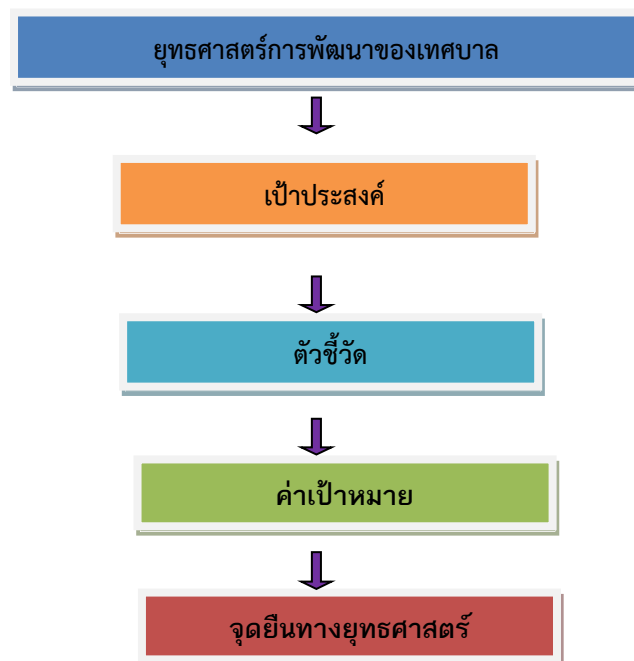 ยุทธศาสตร์การพัฒนาของเทศบาล
เป้าประสงค์
ตัวชี้วัด
ค่าเป้าหมาย
จุดยืนทางยุทธศาสตร์